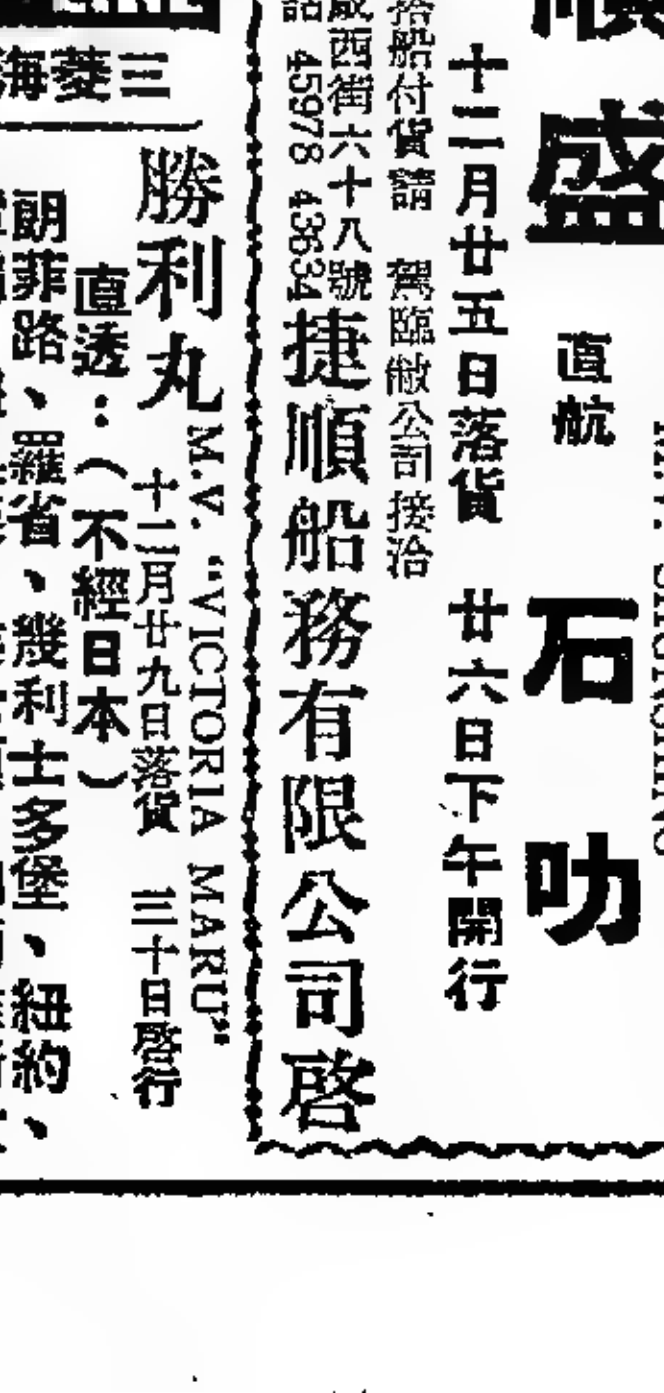 盛 直航 石叻
十二月廿五日落貨 廿六日下午開行
搭船付貨請 駕臨敝公司接洽
咸西街六十八號
話 45978 43634
捷順船務有限公司啓
三菱海
勝利丸
M.V. "VICTORIA MARU"
十二月廿九日落貨 三十日啓行
直透：(不經日本)
朗菲路、羅省、幾利士多堡、紐約、